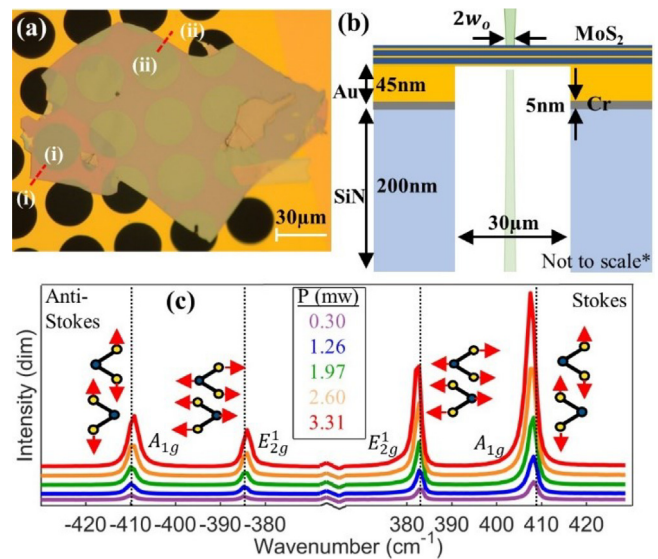 (a)
(ii)
(ii)
(i)
(i)
30μm
(b)
2w₀
MoS₂
Au
45nm
5nm
Cr
SiN
200nm
30μm
Not to scale*
Intensity (dim)
Anti-
Stokes
(c)
P (mw)
0.30
1.26
1.97
2.60
3.31
Stokes
A₁g
E¹₂g
E¹₂g
A₁g
-420 -410 -400 -385 -380 380 390 400 410 420
Wavenumber (cm⁻¹)